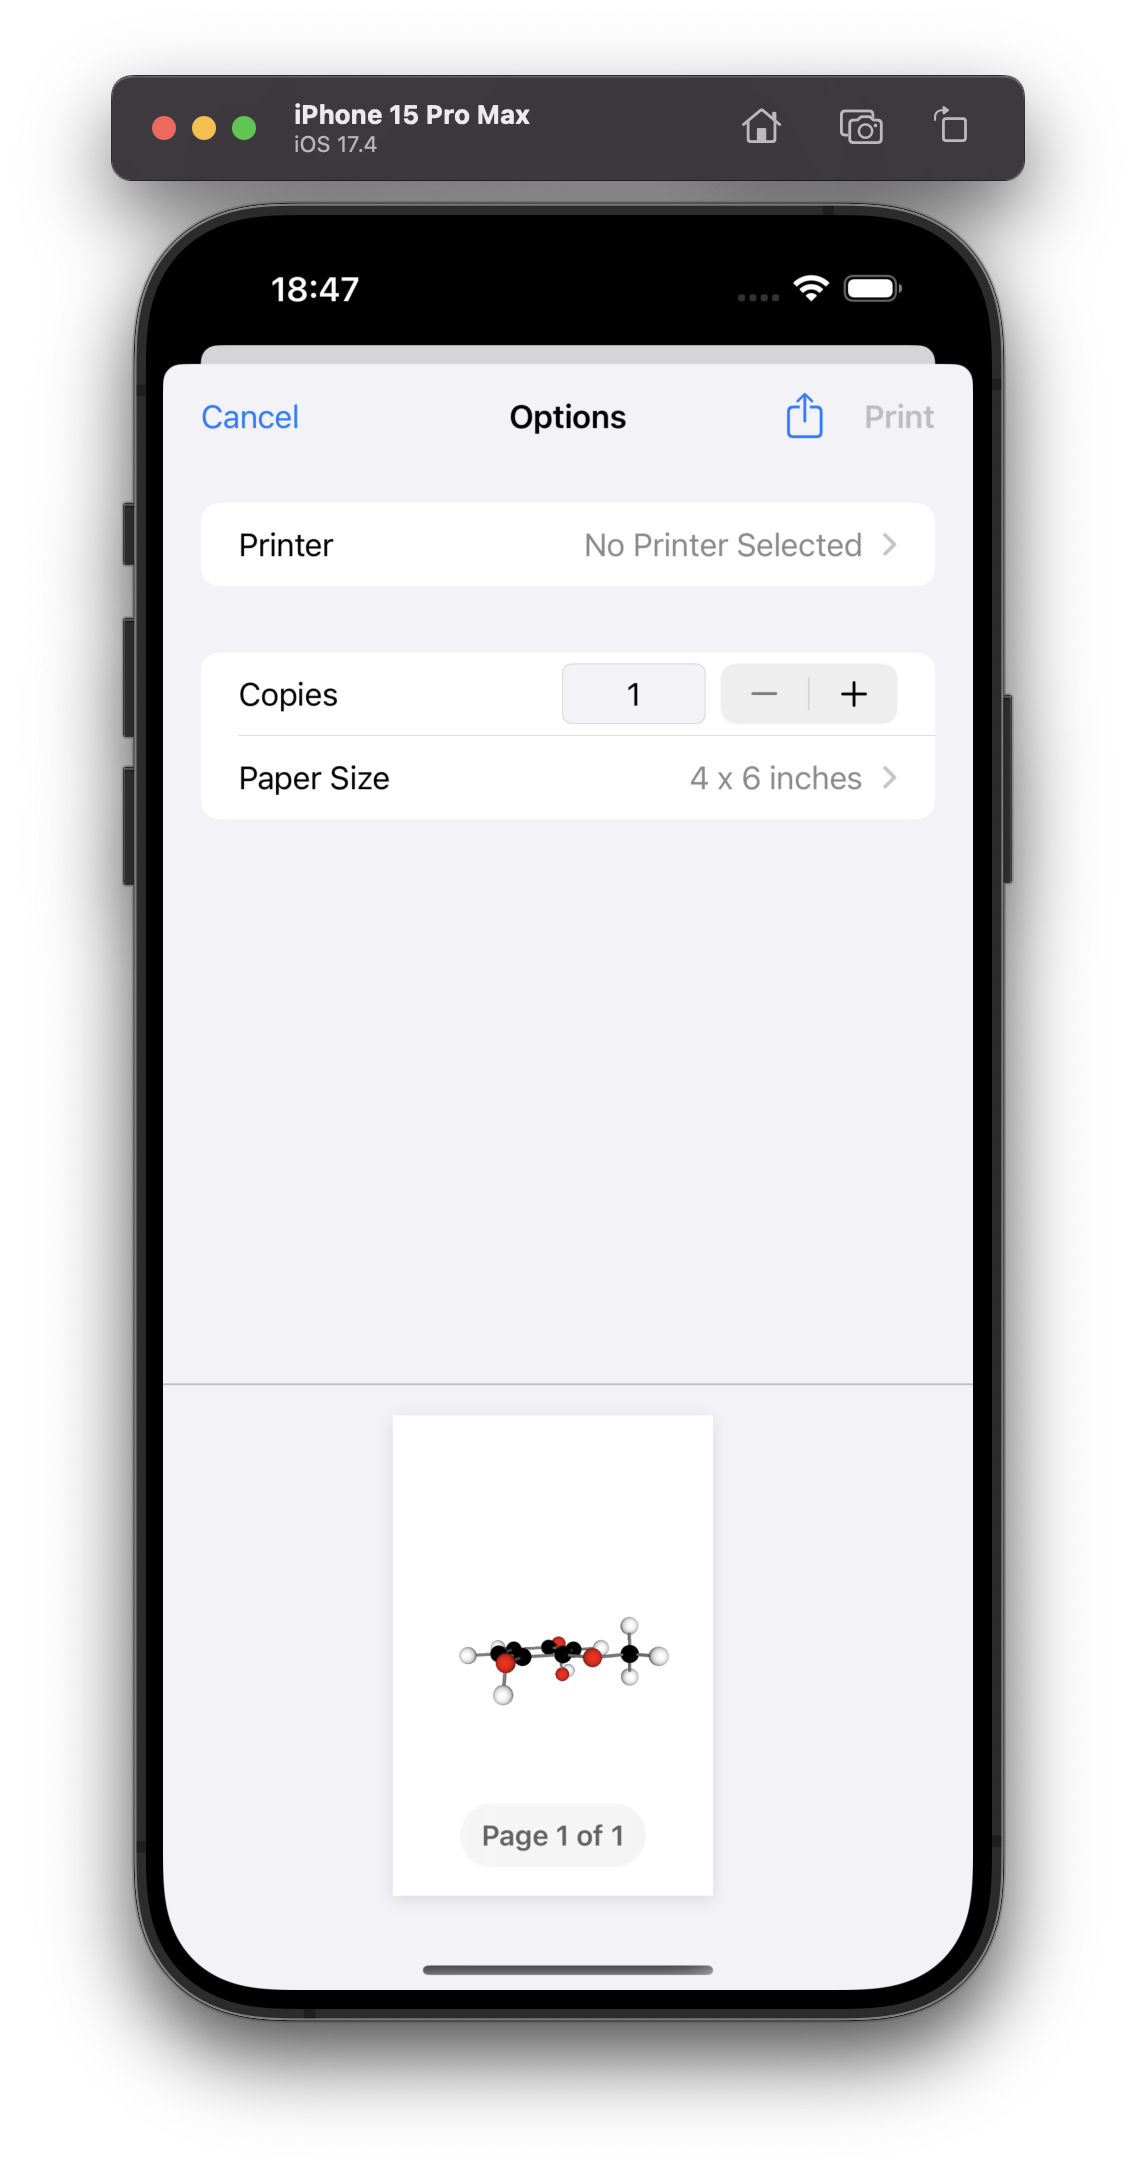 iPhone 15 Pro Max
iOS 17.4
18:47
Cancel Options Print
Printer No Printer Selected
Copies 1
Paper Size 4 x 6 inches
Page 1 of 1